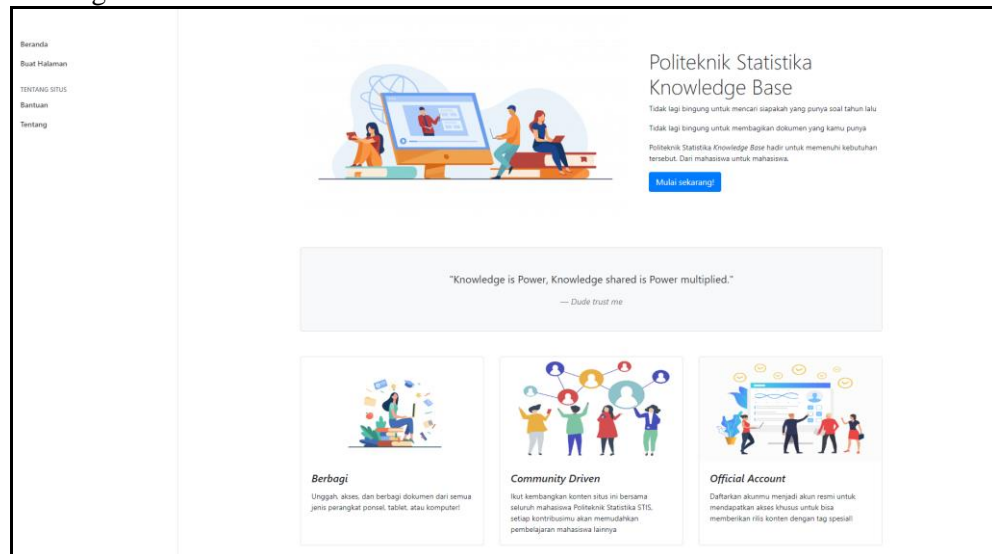 Beranda
Buat Halaman
TENTANG SITUS
Bantuan
Tentang
Politeknik Statistika
Knowledge Base
Tidak lagi bingung untuk mencari siapakah yang punya soal tahun lalu
Tidak lagi bingung untuk membagikan dokumen yang kamu punya
Politeknik Statistika Knowledge Base hadir untuk memenuhi kebutuhan
tersebut. Dari mahasiswa untuk mahasiswa.
Mulai sekarang!
"Knowledge is Power, Knowledge shared is Power multiplied."
— Dude trust me
Berbagi
Unggah, akses, dan berbagi dokumen dari semua
jenis perangkat ponsel, tablet, atau komputer!
Community Driven
Ikut kembangkan konten situs ini bersama
seluruh mahasiswa Politeknik Statistika STIS,
setiap kontribusimu akan memudahkan
pembelajaran mahasiswa lainnya
Official Account
Daftarkan akunmu menjadi akun resmi untuk
mendapatkan akses khusus untuk bisa
memberikan rilis konten dengan tag spesial!